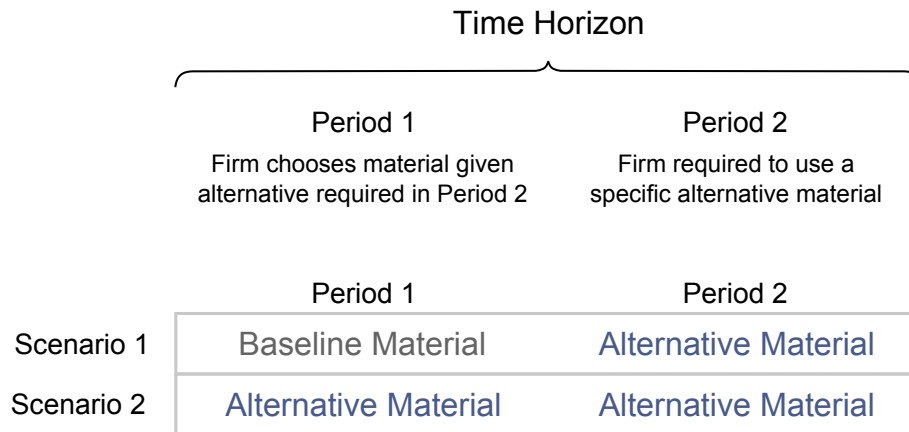 Time Horizon
Period 1 Period 2
Firm chooses material given Firm required to use a
alternative required in Period 2 specific alternative material
Period 1 Period 2
Scenario 1 Baseline Material Alternative Material
Scenario 2 Alternative Material Alternative Material